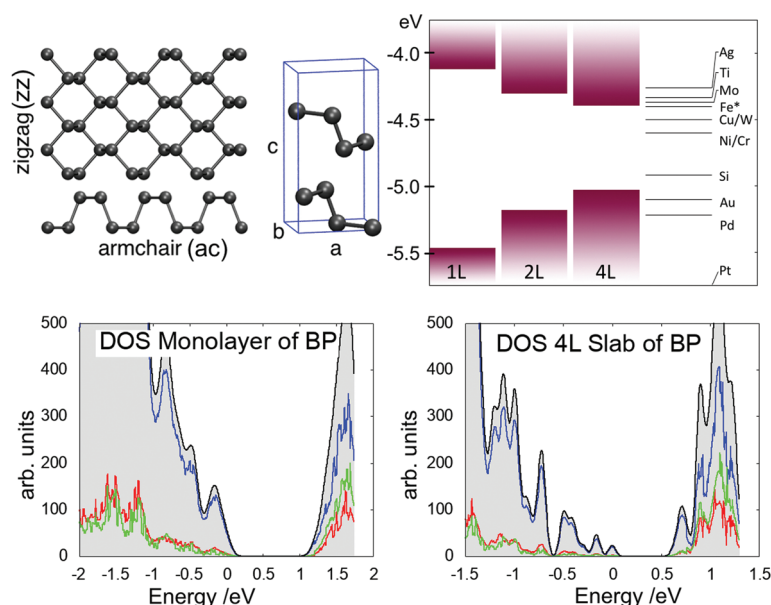 zigzag(zz)
armchair (ac)
c
b
a
eV
-4.0
-4.5
-5.0
-5.5
1L
2L
4L
Ag
Ti
Mo
Fe*
Cu/W
Ni/Cr
Si
Au
Pd
Pt
DOS Monolayer of BP
arb. units
500
400
300
200
100
0
-2
-1.5
-1
-0.5
0
0.5
1
1.5
2
Energy /eV
DOS 4L Slab of BP
arb. units
500
400
300
200
100
0
-1.5
-1
-0.5
0
0.5
1
1.5
Energy /eV